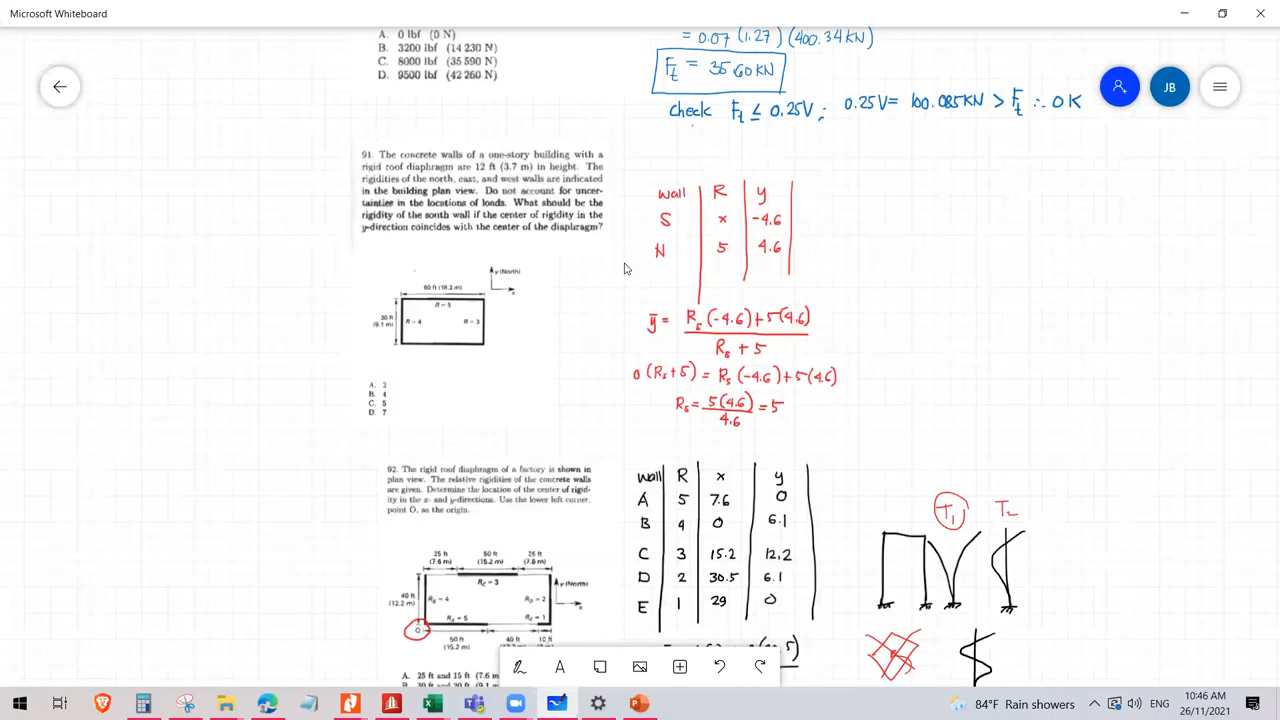 Microsoft Whiteboard
A. 0 lbf (0 N)
B. 3200 lbf (14 230 N)
C. 8000 lbf (35 590 N)
D. 9500 lbf (42 260 N)
= 0.07 (1.27) (400.34 KN)
Ft = 35.60 KN
check Ft ≤ 0.25V; 0.25V = 100.085KN > Ft ∴ OK
JB
91. The concrete walls of a one-story building with a
rigid roof diaphragm are 12 ft (3.7 m) in height. The
rigidities of the north, east, and west walls are indicated
in the building plan view. Do not account for uncer-
tainties in the locations of loads. What should be the
rigidity of the south wall if the center of rigidity in the
y-direction coincides with the center of the diaphragm?
y (North)
x
60 ft (18.3 m)
R=5
30 ft
(9.1 m)
R=4
R=3
A. 2
B. 4
C. 5
D. 7
wall R y
S x -4.6
N 5 4.6
ȳ = Rs(-4.6)+5(4.6)
Rs + 5
0(Rs+5) = Rs(-4.6)+5(4.6)
Rs = 5(4.6) = 5
4.6
92. The rigid roof diaphragm of a factory is shown in
plan view. The relative rigidities of the concrete walls
are given. Determine the location of the center of rigid-
ity in the x- and y-directions. Use the lower left corner,
point O, as the origin.
25 ft 50 ft 25 ft
(7.6 m) (15.2 m) (7.6 m)
RC = 3
y (North)
x
40 ft
(12.2 m)
RB = 4
RD = 2
RA = 5
RE = 1
O
50 ft 40 ft 10 ft
(15.2 m)
A. 25 ft and 15 ft (7.6 m
wall R x y
A 5 7.6 0
B 4 0 6.1
C 3 15.2 12.2
D 2 30.5 6.1
E 1 29 0
T1 T2
A
84°F Rain showers
ENG
10:46 AM
26/11/2021